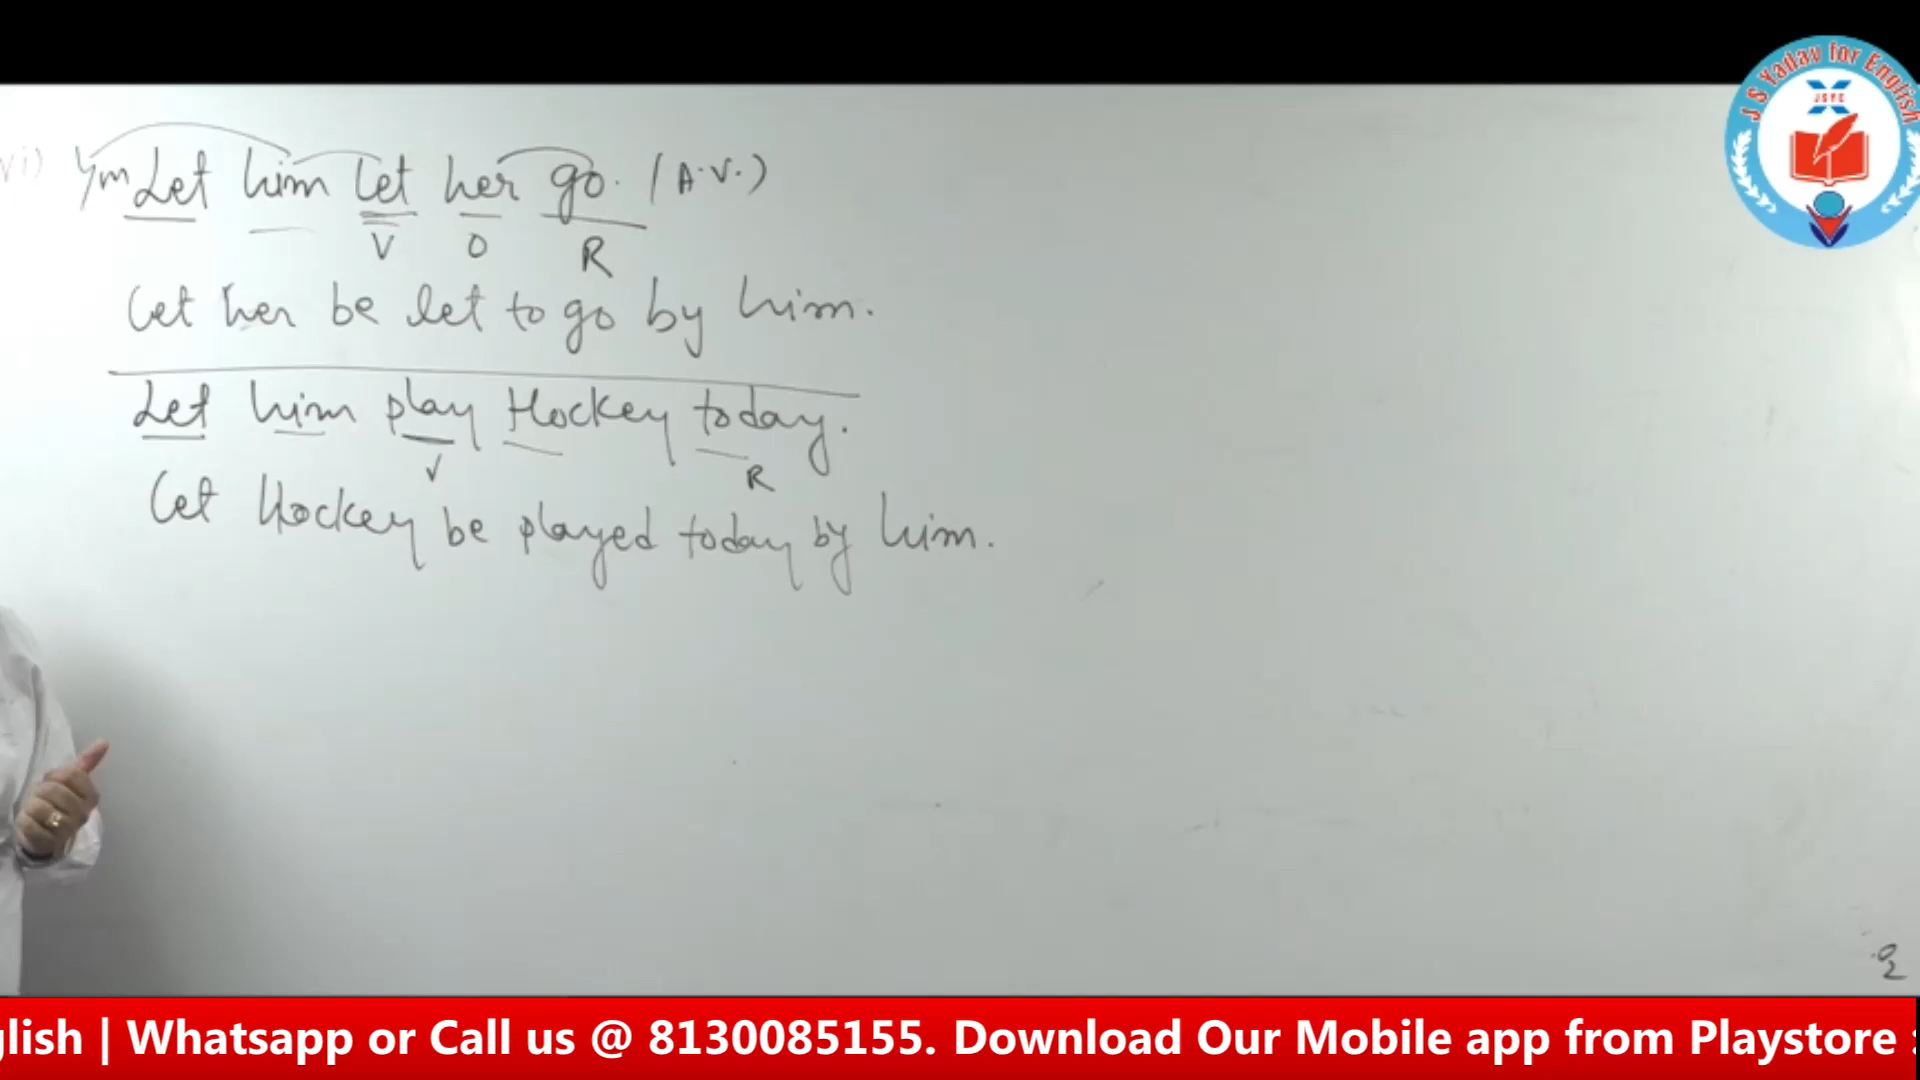 vi) Ym Let him let her go. (A.V.)
V O R
Let her be let to go by him.
Let him play Hockey today.
V R
Let Hockey be played today by him.
J S Yadav for English
JSYE
glish | Whatsapp or Call us @ 8130085155. Download Our Mobile app from Playstore :